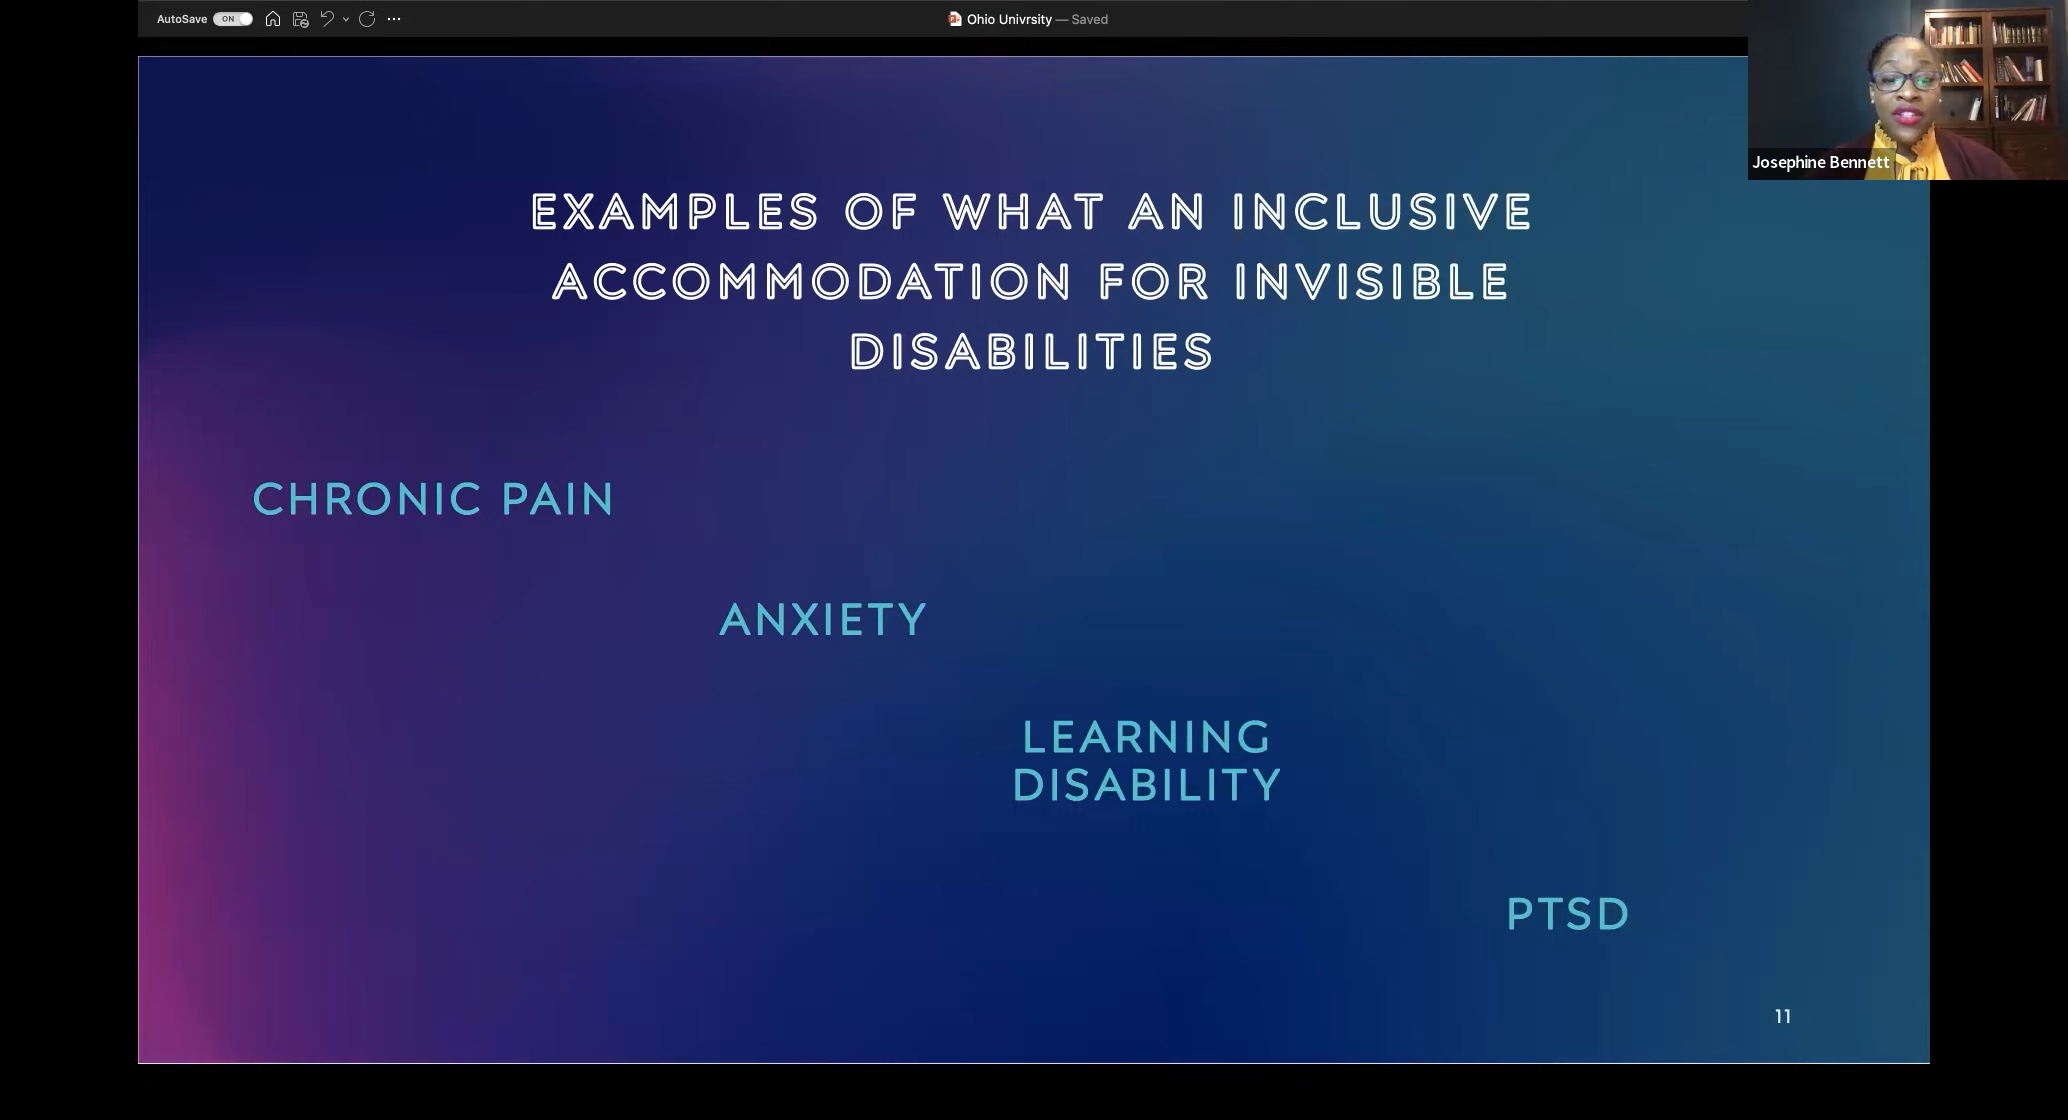 AutoSave ON
Ohio Univrsity — Saved
Josephine Bennett
EXAMPLES OF WHAT AN INCLUSIVE
ACCOMMODATION FOR INVISIBLE
DISABILITIES
CHRONIC PAIN
ANXIETY
LEARNING
DISABILITY
PTSD
11